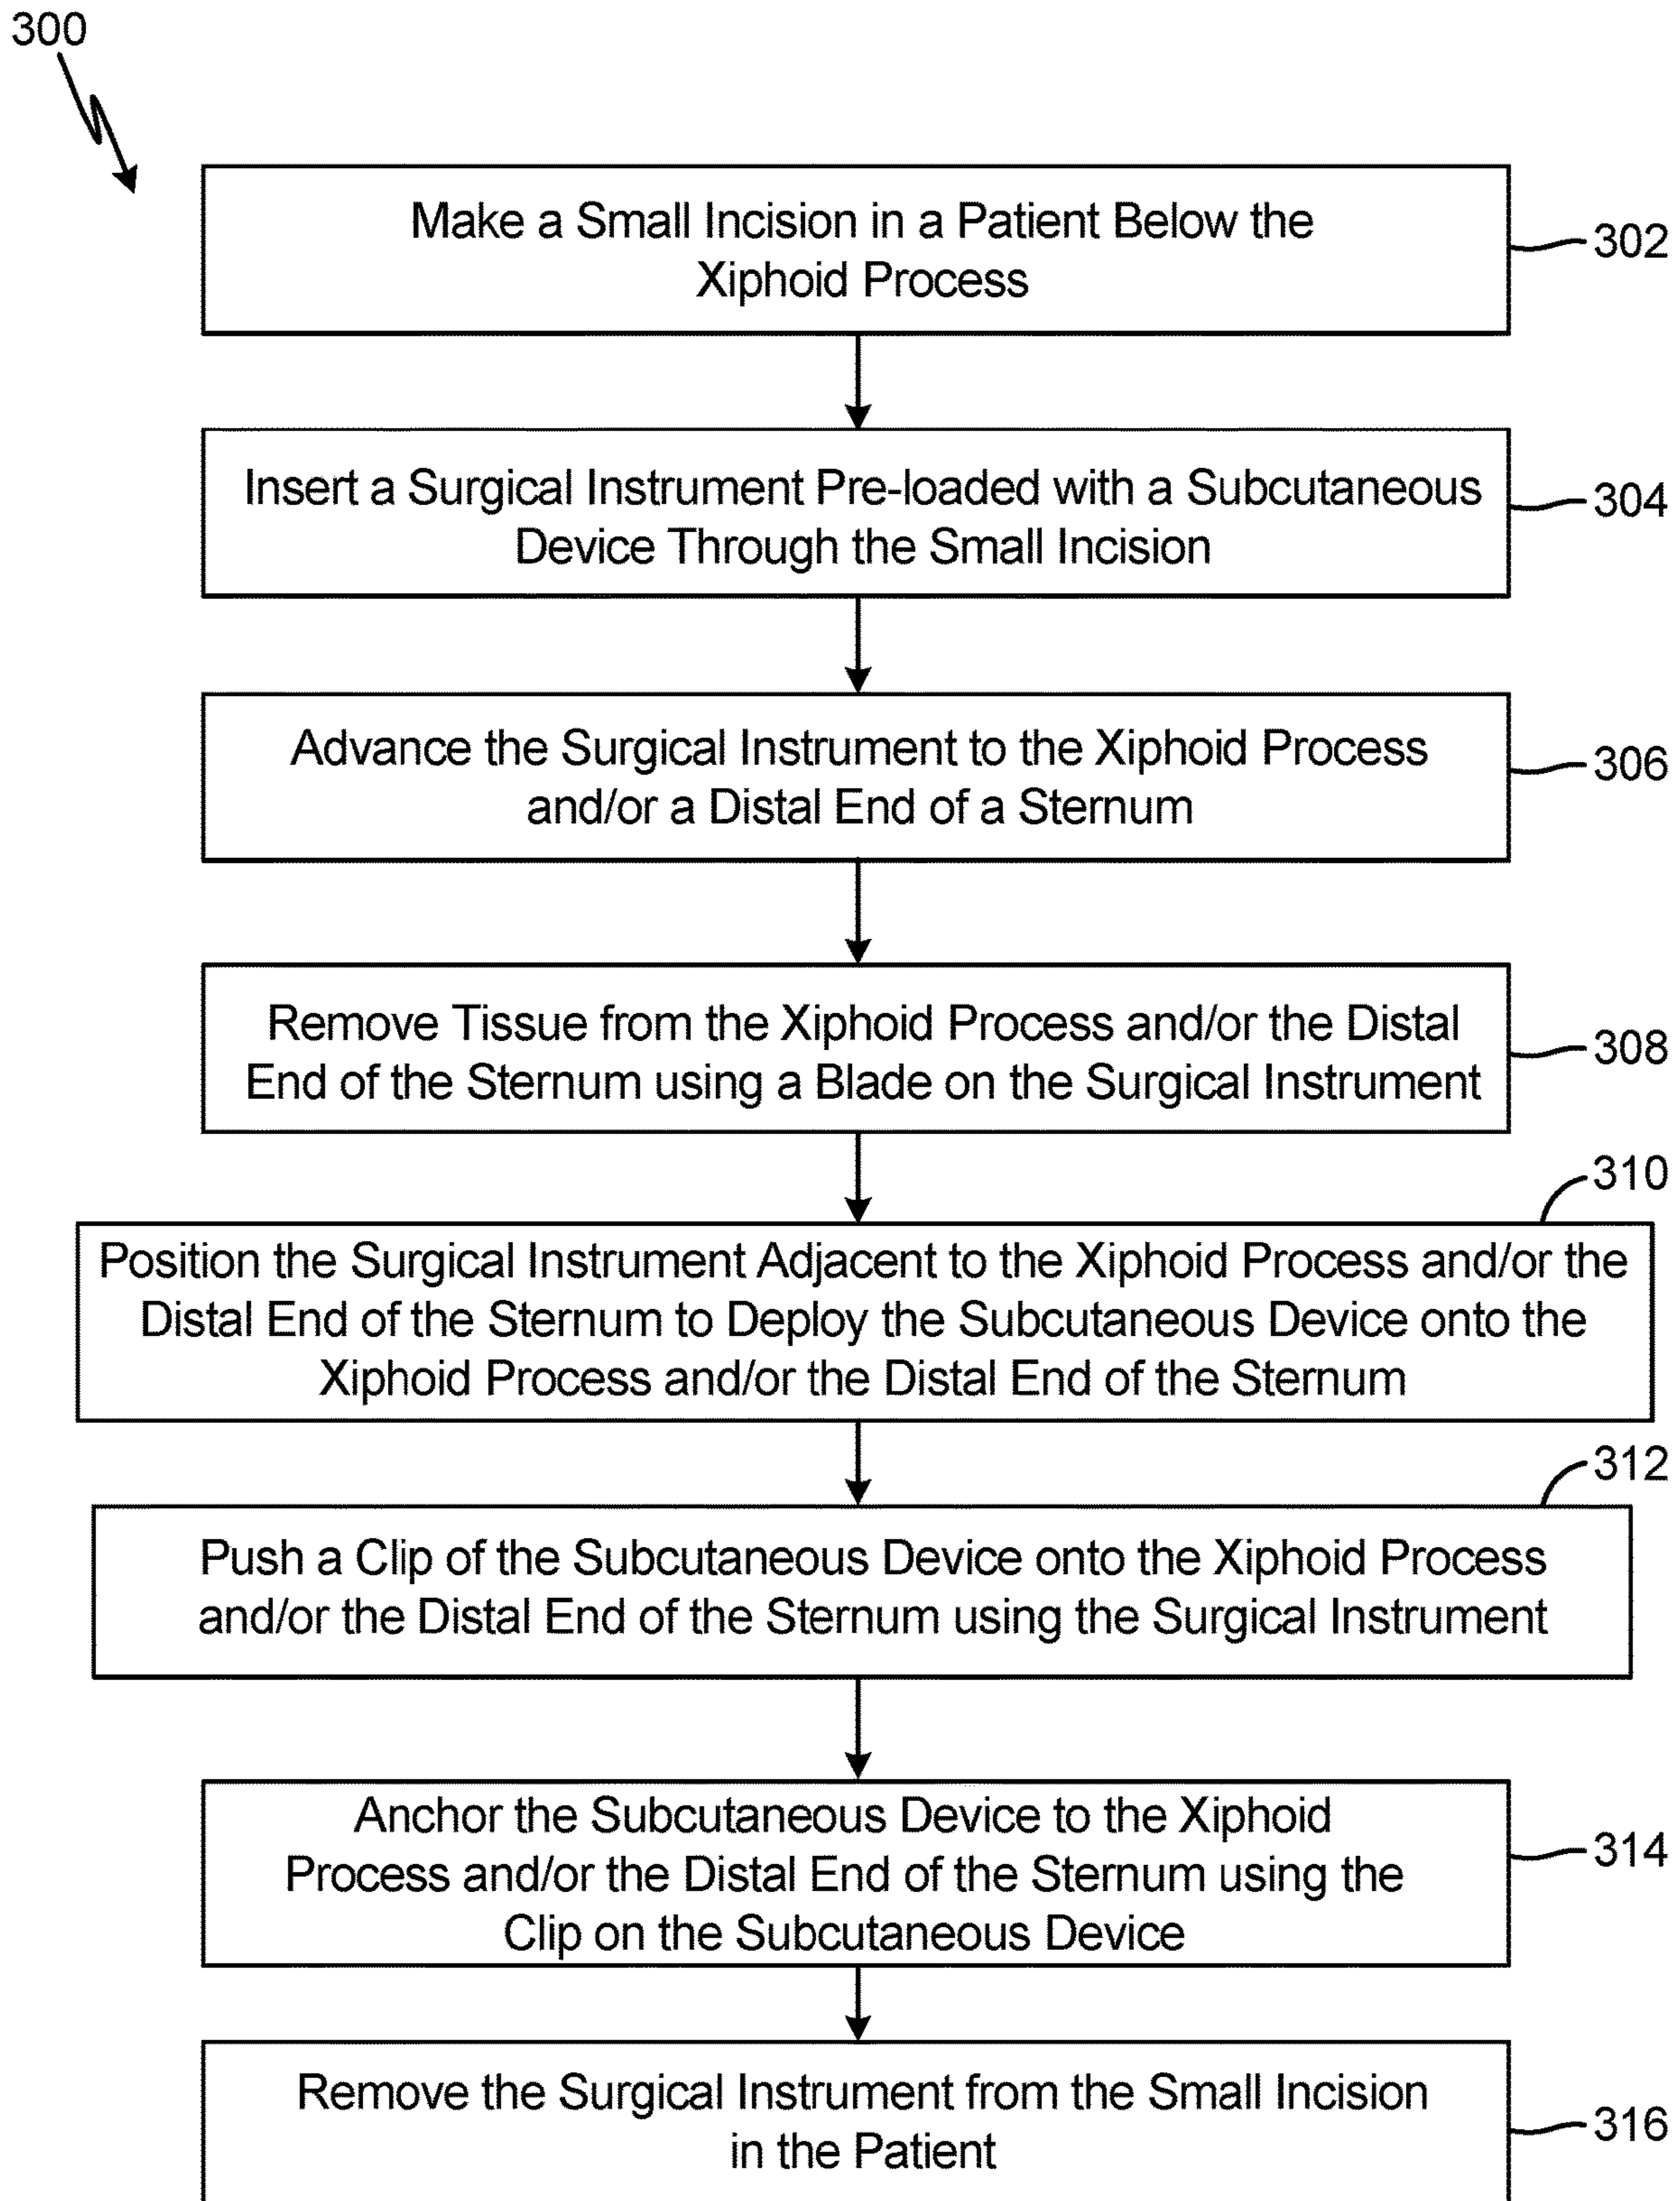 300
Make a Small Incision in a Patient Below the
Xiphoid Process
302
Insert a Surgical Instrument Pre-loaded with a Subcutaneous
Device Through the Small Incision
304
Advance the Surgical Instrument to the Xiphoid Process
and/or a Distal End of a Sternum
306
Remove Tissue from the Xiphoid Process and/or the Distal
End of the Sternum using a Blade on the Surgical Instrument
308
310
Position the Surgical Instrument Adjacent to the Xiphoid Process and/or the
Distal End of the Sternum to Deploy the Subcutaneous Device onto the
Xiphoid Process and/or the Distal End of the Sternum
312
Push a Clip of the Subcutaneous Device onto the Xiphoid Process
and/or the Distal End of the Sternum using the Surgical Instrument
Anchor the Subcutaneous Device to the Xiphoid
Process and/or the Distal End of the Sternum using the
Clip on the Subcutaneous Device
314
Remove the Surgical Instrument from the Small Incision
in the Patient
316